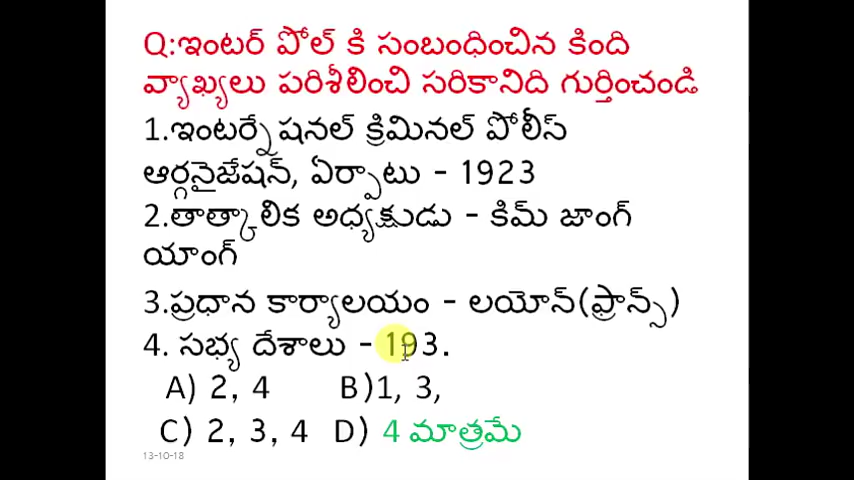 Q:ఇంటర్ పోల్ కి సంబంధించిన కింది
వ్యాఖ్యలు పరిశీలించి సరికానిది గుర్తించండి
1.ఇంటర్నేషనల్ క్రిమినల్ పోలీస్
ఆర్గనైజేషన్, ఏర్పాటు - 1923
2.తాత్కాలిక అధ్యక్షుడు - కిమ్ జాంగ్
యాంగ్
3.ప్రధాన కార్యాలయం - లయోన్(ఫ్రాన్స్)
4. సభ్య దేశాలు - 193.
A) 2, 4 B)1, 3,
C) 2, 3, 4 D) 4 మాత్రమే
13-10-18